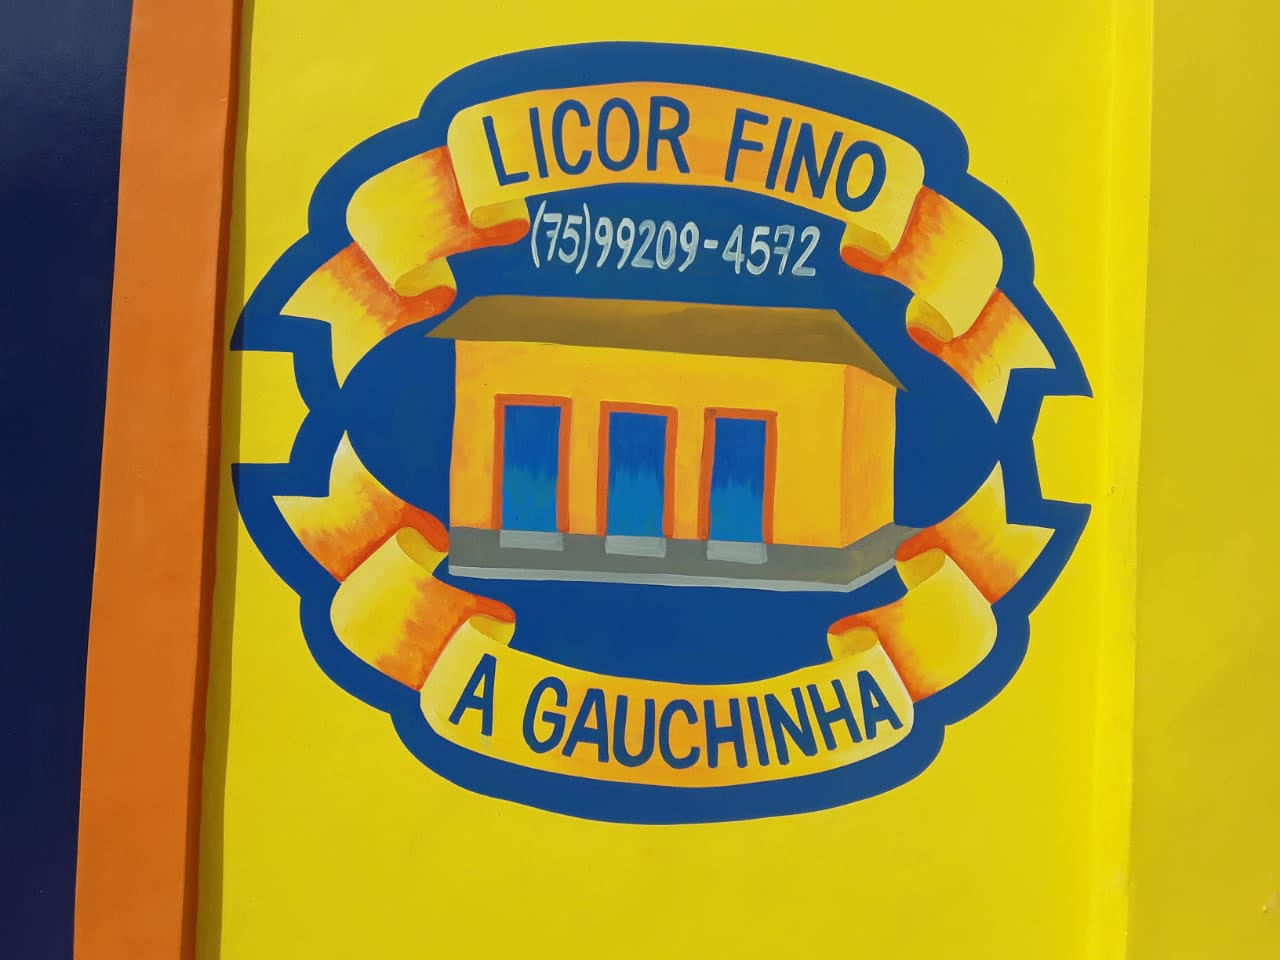 LICOR FINO
(75)99209-4572
A GAUCHINHA